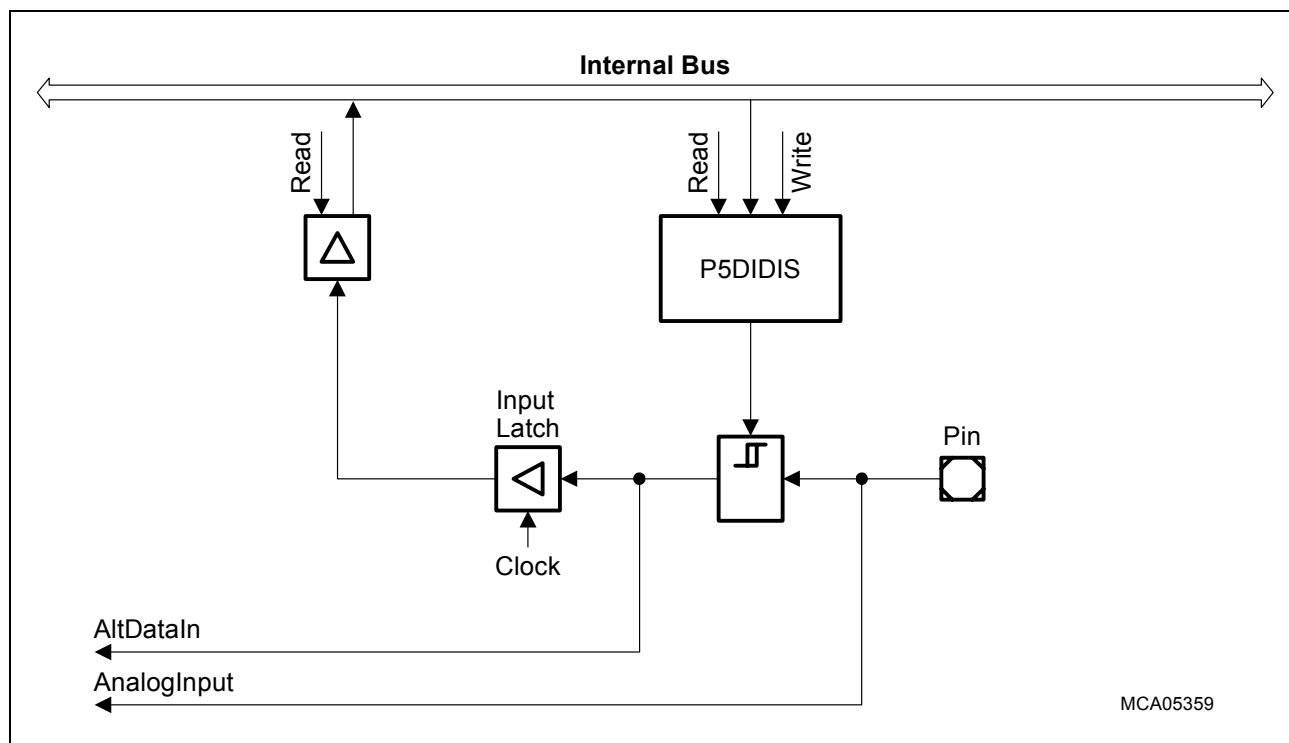 Internal Bus
Read
Read
Write
P5DIDIS
Input
Latch
Pin
Clock
AltDataIn
AnalogInput
MCA05359